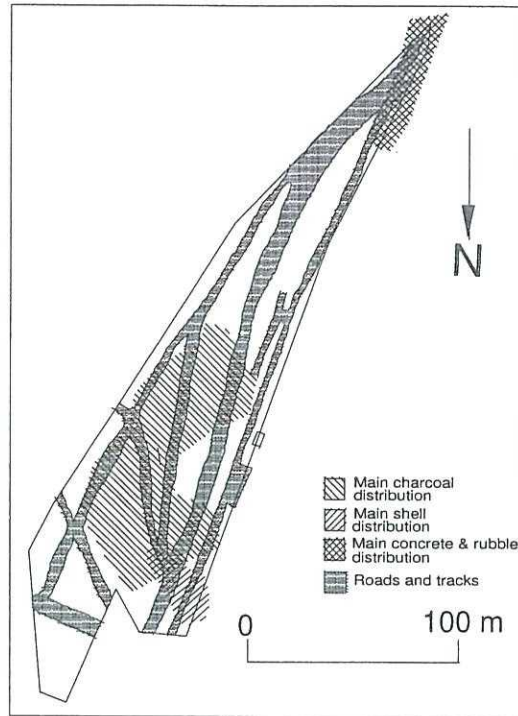 N
Main charcoal
distribution
Main shell
distribution
Main concrete & rubble
distribution
Roads and tracks
0
100 m